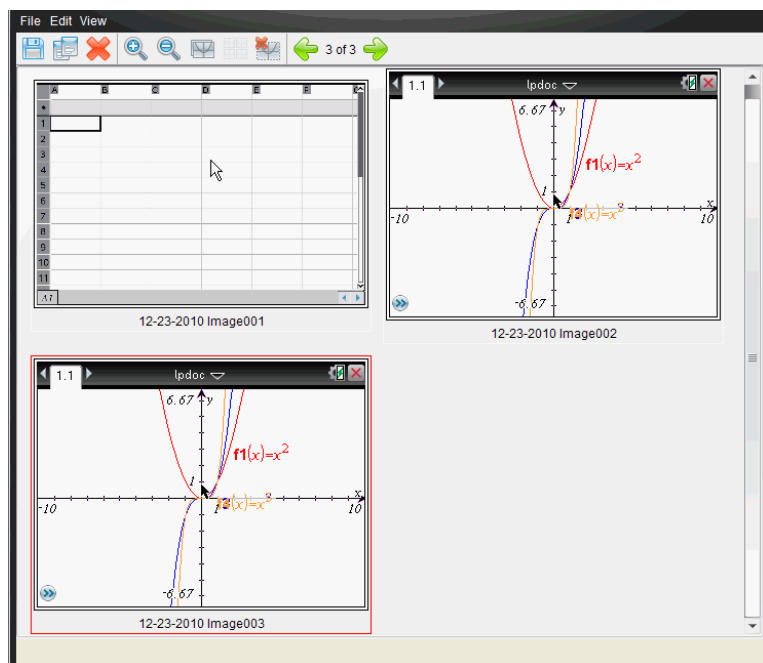 File Edit View
3 of 3
A B C D E F G
1
2
3
4
5
6
7
8
9
10
11
A1
12-23-2010 Image001
1.1 lpdoc
6.67 y
f1(x)=x²
1
x
-10 1 10
-6.67
12-23-2010 Image002
1.1 lpdoc
6.67 y
f1(x)=x²
1
x
-10 1 10
-6.67
12-23-2010 Image003